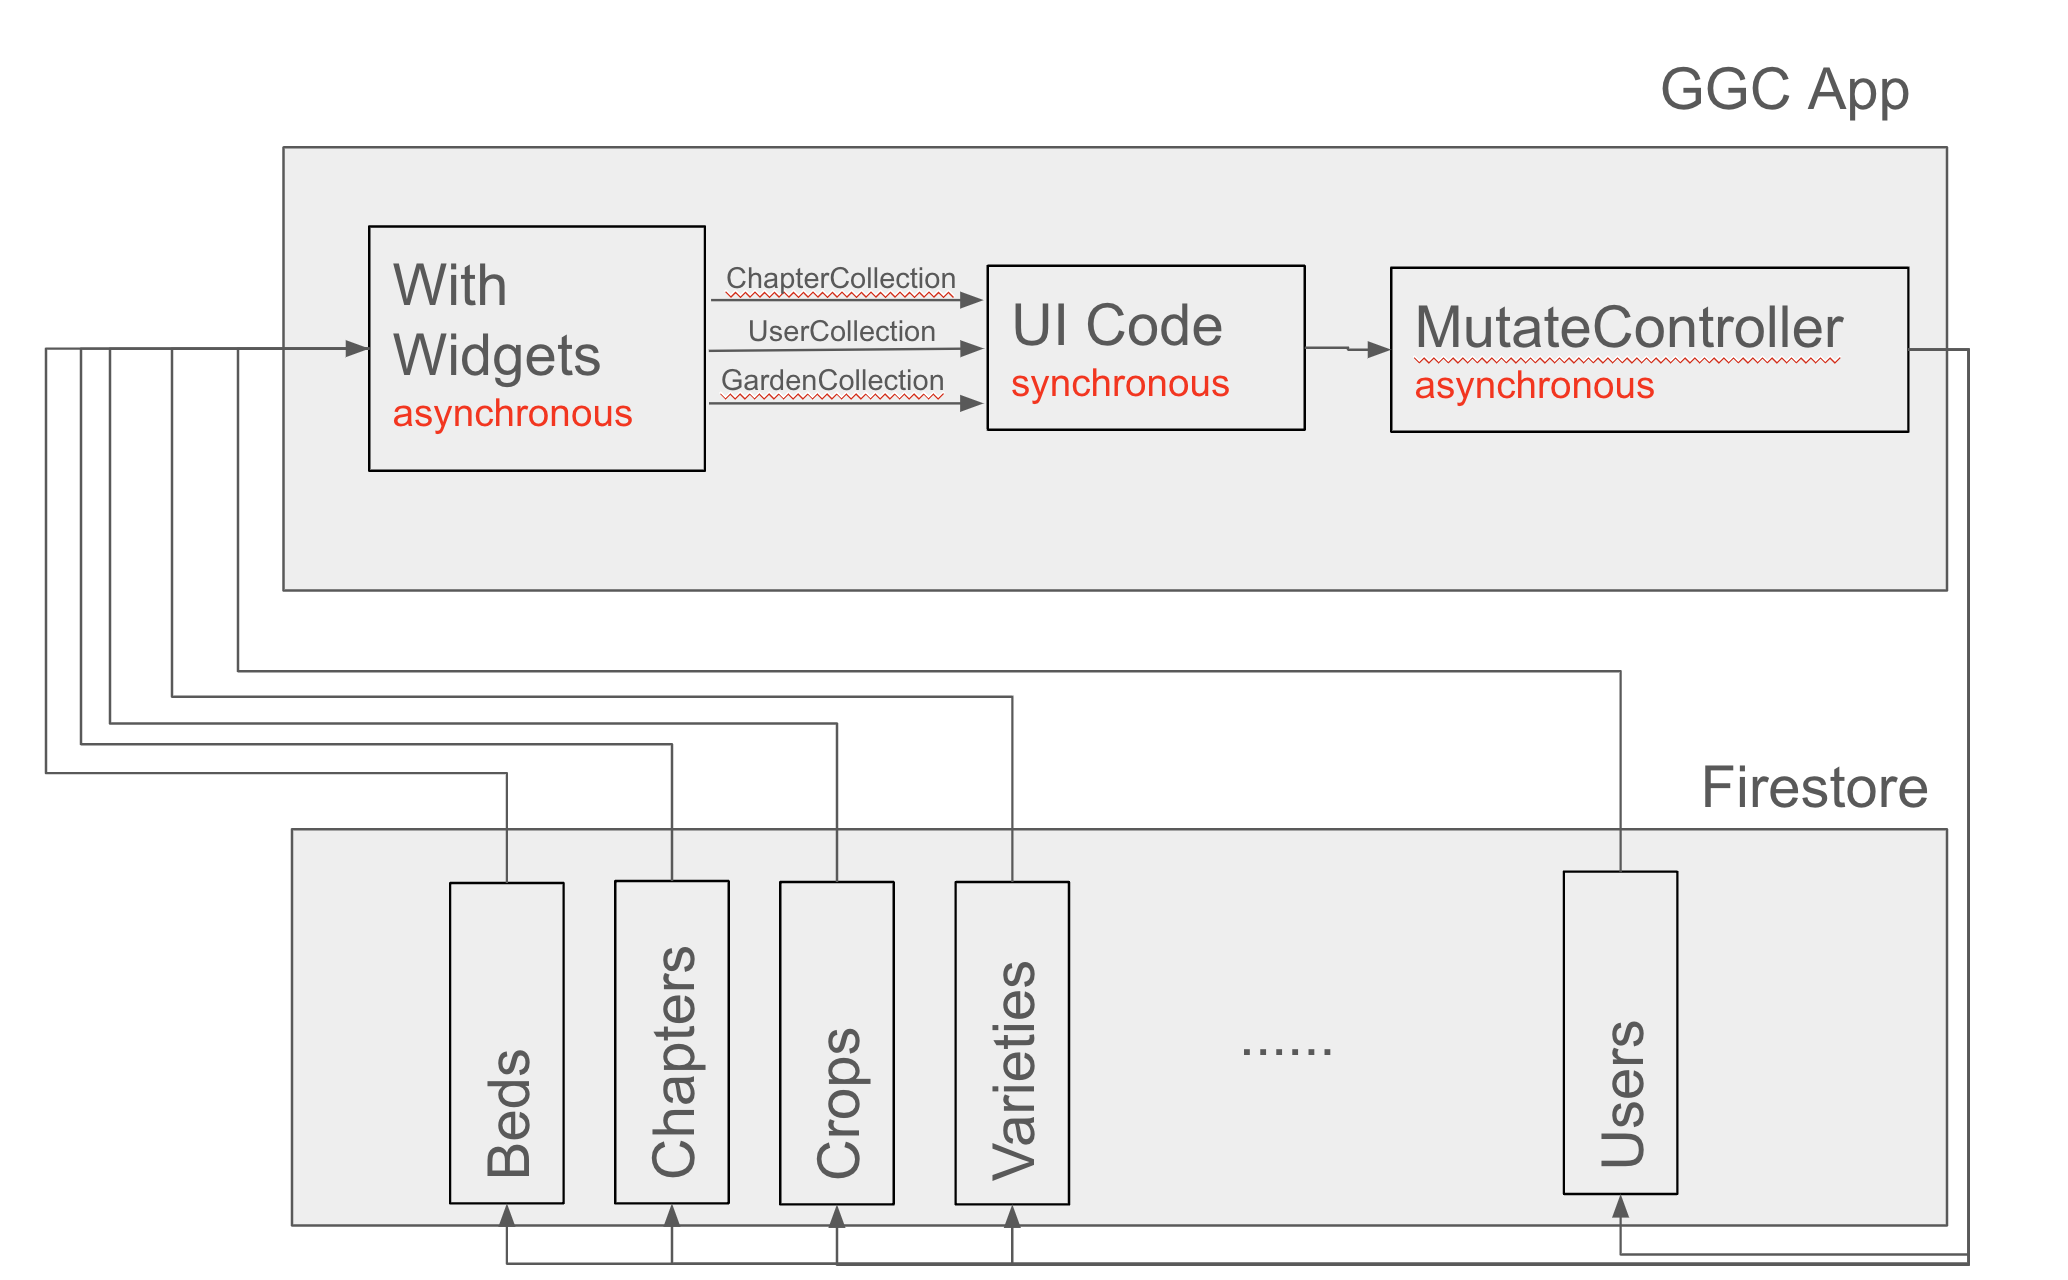 GGC App
With
Widgets
asynchronous
ChapterCollection
UserCollection
GardenCollection
UI Code
synchronous
MutateController
asynchronous
Firestore
Beds
Chapters
Crops
Varieties
......
Users